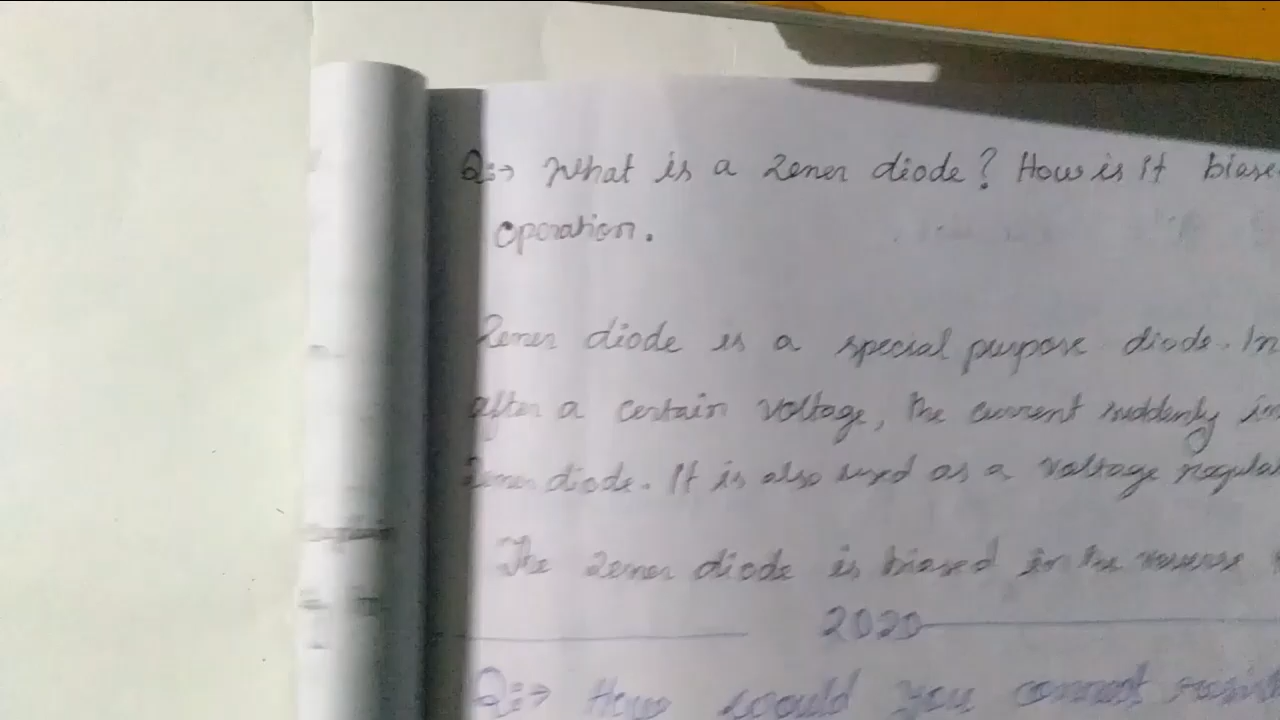 Q:→ What is a Zener diode? How is it biase
operation.
Zener diode is a special purpose diode. In
after a certain voltage, the current suddenly in
Zener diode. It is also used as a voltage regula
The Zener diode is biased in the reverse
2020
Q:→ How would you connect